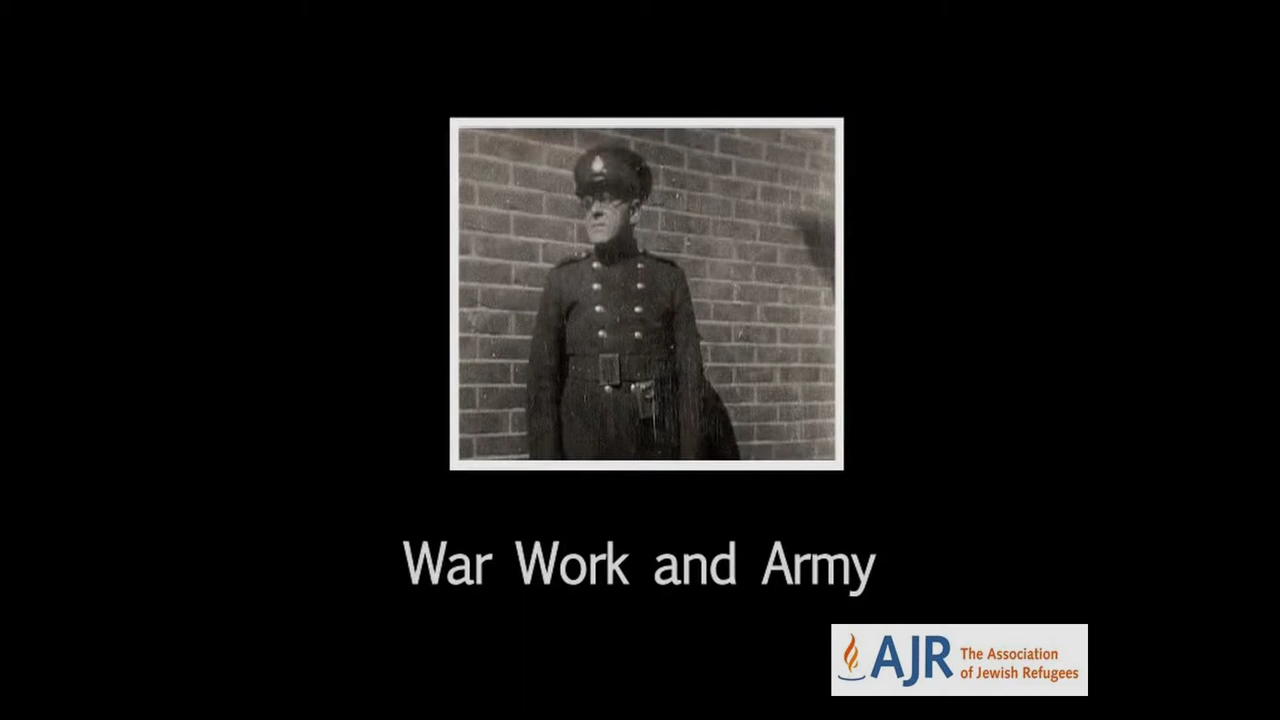 War Work and Army
AJR
The Association
of Jewish Refugees